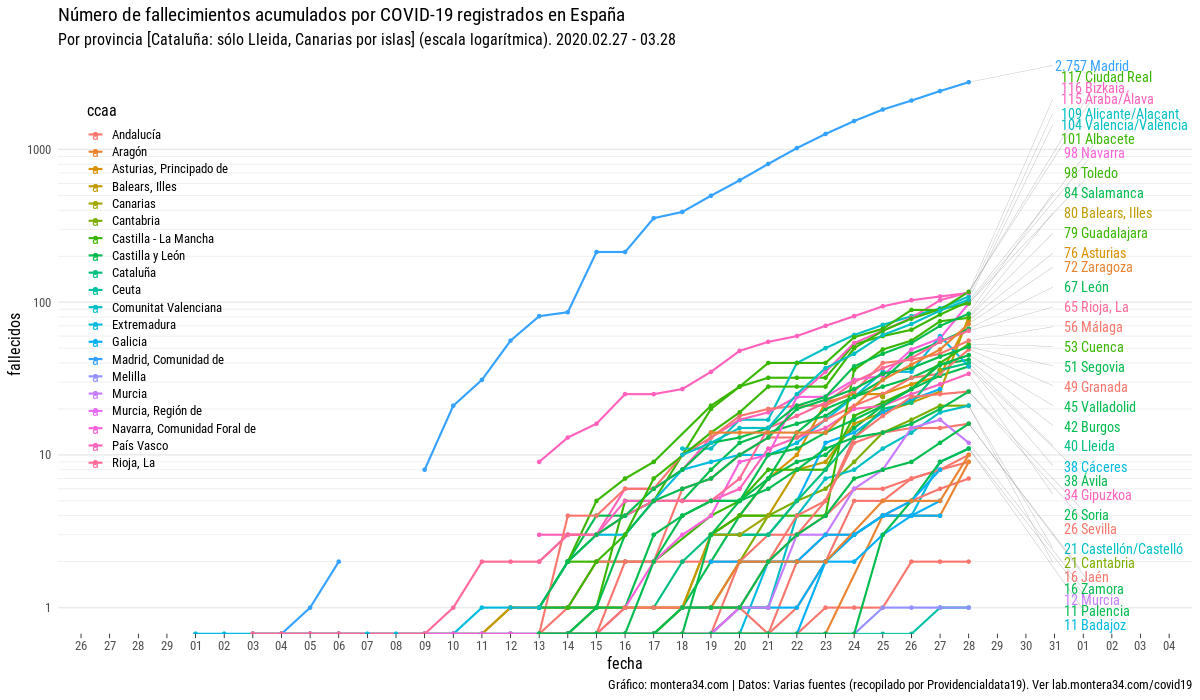 Número de fallecimientos acumulados por COVID-19 registrados en España
Por provincia [Cataluña: sólo Lleida, Canarias por islas] (escala logarítmica). 2020.02.27 - 03.28
2.757 Madrid
117 Ciudad Real
116 Bizkaia
115 Araba/Álava
109 Alicante/Alacant
104 Valencia/València
101 Albacete
98 Navarra
98 Toledo
84 Salamanca
80 Balears, Illes
79 Guadalajara
76 Asturias
72 Zaragoza
67 León
65 Rioja, La
56 Málaga
53 Cuenca
51 Segovia
49 Granada
45 Valladolid
42 Burgos
40 Lleida
38 Cáceres
38 Ávila
34 Gipuzkoa
26 Soria
26 Sevilla
21 Castellón/Castelló
21 Cantabria
16 Jaén
16 Zamora
12 Murcia
11 Palencia
11 Badajoz
ccaa
Andalucía
Aragón
Asturias, Principado de
Balears, Illes
Canarias
Cantabria
Castilla - La Mancha
Castilla y León
Cataluña
Ceuta
Comunitat Valenciana
Extremadura
Galicia
Madrid, Comunidad de
Melilla
Murcia
Murcia, Región de
Navarra, Comunidad Foral de
País Vasco
Rioja, La
fallecidos
1000
100
10
1
26 27 28 29 01 02 03 04 05 06 07 08 09 10 11 12 13 14 15 16 17 18 19 20 21 22 23 24 25 26 27 28 29 30 31 01 02 03 04
fecha
Gráfico: montera34.com | Datos: Varias fuentes (recopilado por Providencialdata19). Ver lab.montera34.com/covid19